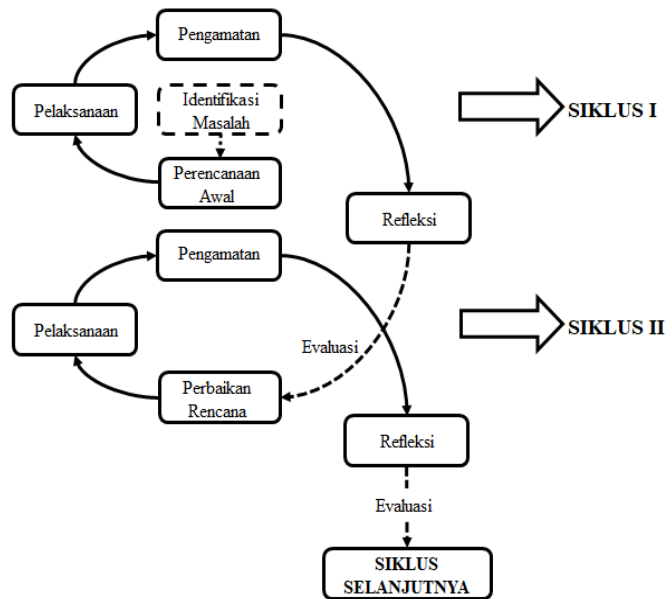 Pengamatan
Pelaksanaan
Identifikasi
Masalah
SIKLUS I
Perencanaan
Awal
Refleksi
Pengamatan
Pelaksanaan
SIKLUS II
Evaluasi
Perbaikan
Rencana
Refleksi
Evaluasi
SIKLUS
SELANJUTNYA